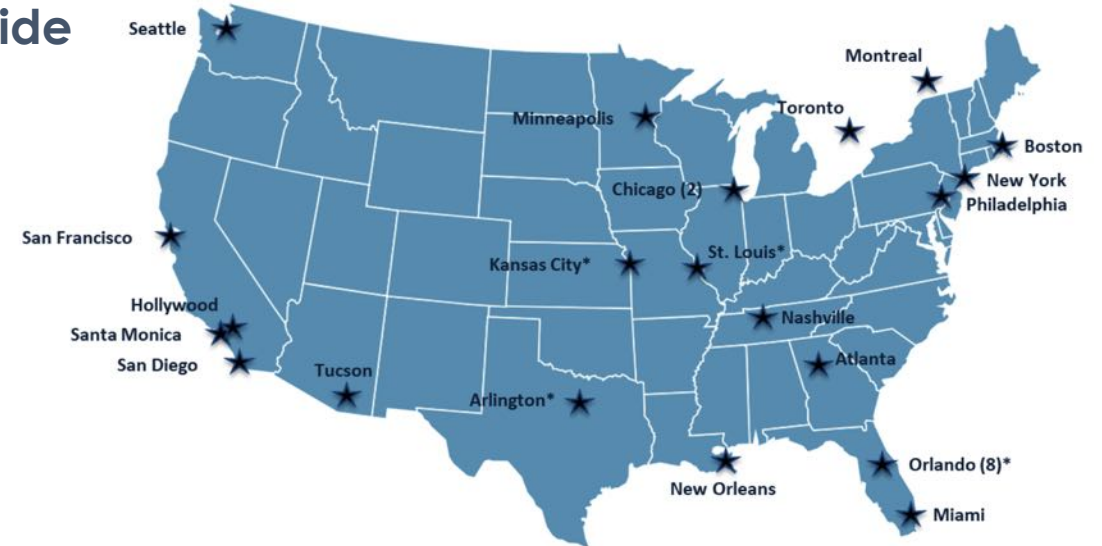 ide
Seattle
Montreal
Toronto
Minneapolis
Boston
New York
Chicago (2)
Philadelphia
San Francisco
St. Louis*
Kansas City*
Hollywood
Nashville
Santa Monica
Atlanta
San Diego
Tucson
Arlington*
Orlando (8)*
New Orleans
Miami